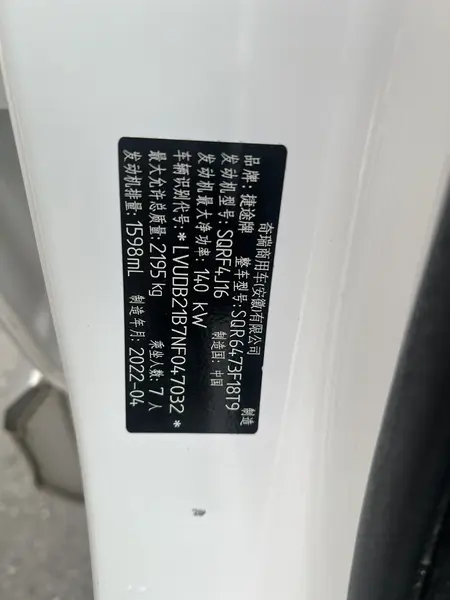 奇瑞商用车(安徽)有限公司 制造
品牌：捷途牌 整车型号：SQR6473F18T9
发动机型号：SQRF4J16 制造国：中国
发动机最大净功率：140 kW
车辆识别代号：*LVUDB21B7NF047032*
最大允许总质量：2195 kg 乘坐人数：7人
发动机排量：1598mL 制造年月：2022-04